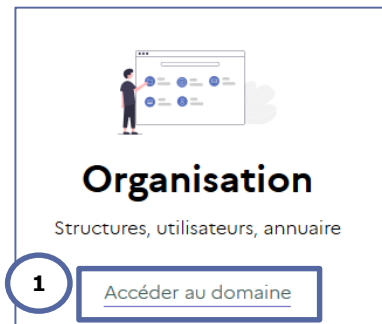 Organisation
Structures, utilisateurs, annuaire
1
Accéder au domaine